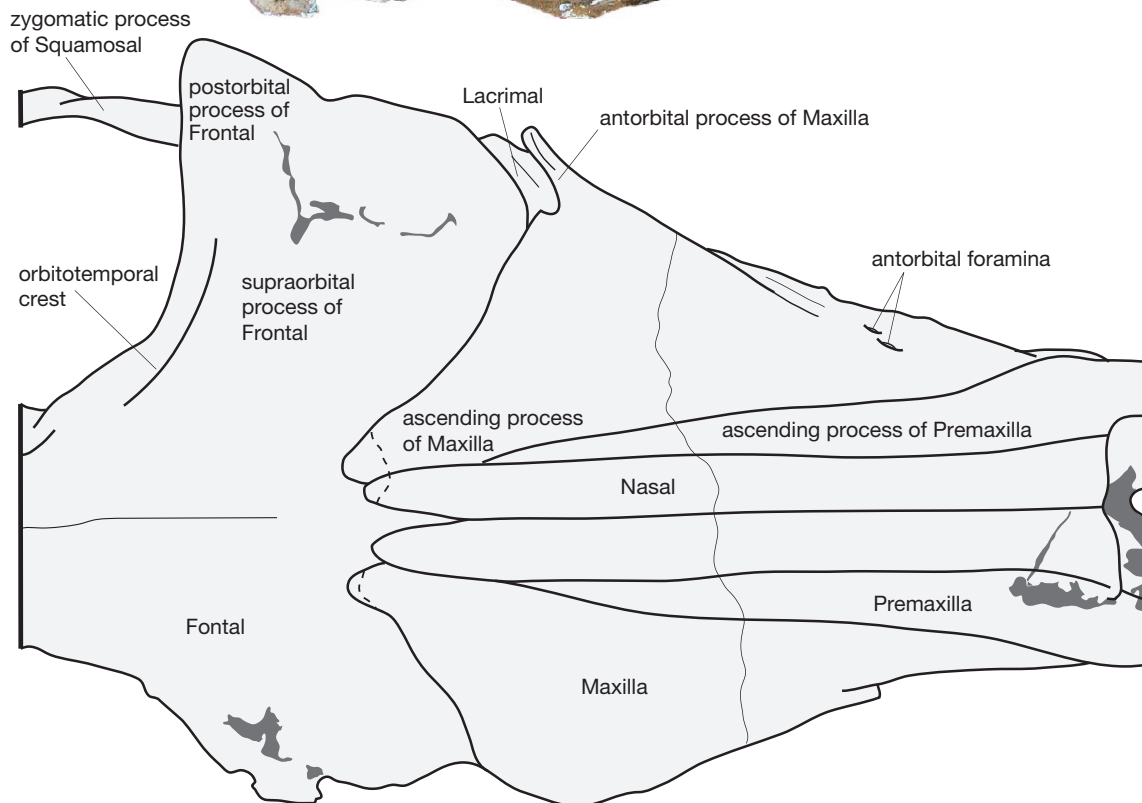 zygomatic process
of Squamosal
postorbital
process of
Frontal
Lacrimal
antorbital process of Maxilla
orbitotemporal
crest
supraorbital
process of
Frontal
antorbital foramina
ascending process
of Maxilla
ascending process of Premaxilla
Nasal
Premaxilla
Fontal
Maxilla